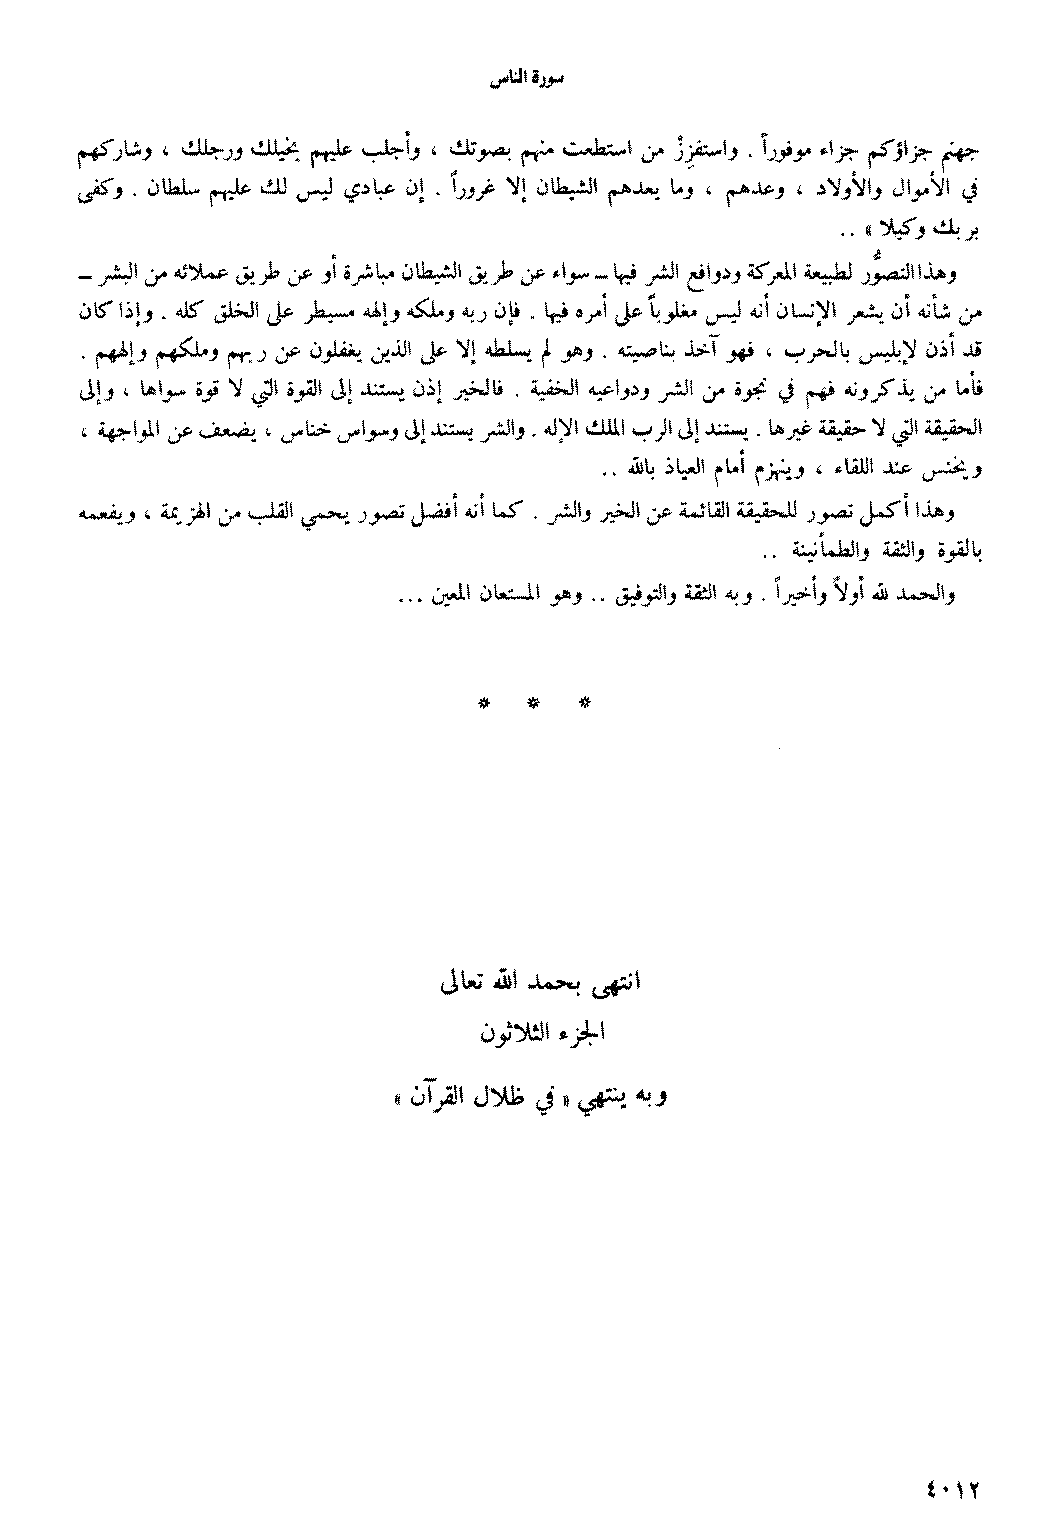 سورة الناس
جهنم جزاؤكم جزاء موفوراً . واستفزِزْ من استطعت منهم بصوتك ، وأجلب عليهم بخيلك ورجلك ، وشاركهم
في الأموال والأولاد ، وعدهم ، وما يعدهم الشيطان إلا غروراً . إن عبادي ليس لك عليهم سلطان . وكفى
بربك وكيلا » ..
وهذا التصوُّر لطبيعة المعركة ودوافع الشر فيها – سواء عن طريق الشيطان مباشرة أو عن طريق عملائه من البشر –
من شأنه أن يشعر الإنسان أنه ليس مغلوباً على أمره فيها . فإن ربه وملكه وإلهه مسيطر على الخلق كله . وإذا كان
قد أذن لإبليس بالحرب ، فهو آخذ بناصيته . وهو لم يسلطه إلا على الذين يغفلون عن ربهم وملكهم وإلههم .
فأما من يذكرونه فهم في نجوة من الشر ودواعيه الخفية . فالخير إذن يستند إلى القوة التي لا قوة سواها ، وإلى
الحقيقة التي لا حقيقة غيرها . يستند إلى الرب الملك الإله . والشر يستند إلى وسواس خناس ، يضعف عن المواجهة ،
ويخنس عند اللقاء ، وينهزم أمام العياذ بالله ..
وهذا أكمل تصور للحقيقة القائمة عن الخير والشر . كما أنه أفضل تصور يحمي القلب من الهزيمة ، ويفعمه
بالقوة والثقة والطمأنينة ..
والحمد لله أولاً وأخيراً . وبه الثقة والتوفيق .. وهو المستعان المعين ...
* * *
انتهى بحمد الله تعالى
الجزء الثلاثون
وبه ينتهي « في ظلال القرآن »
٤٠١٢